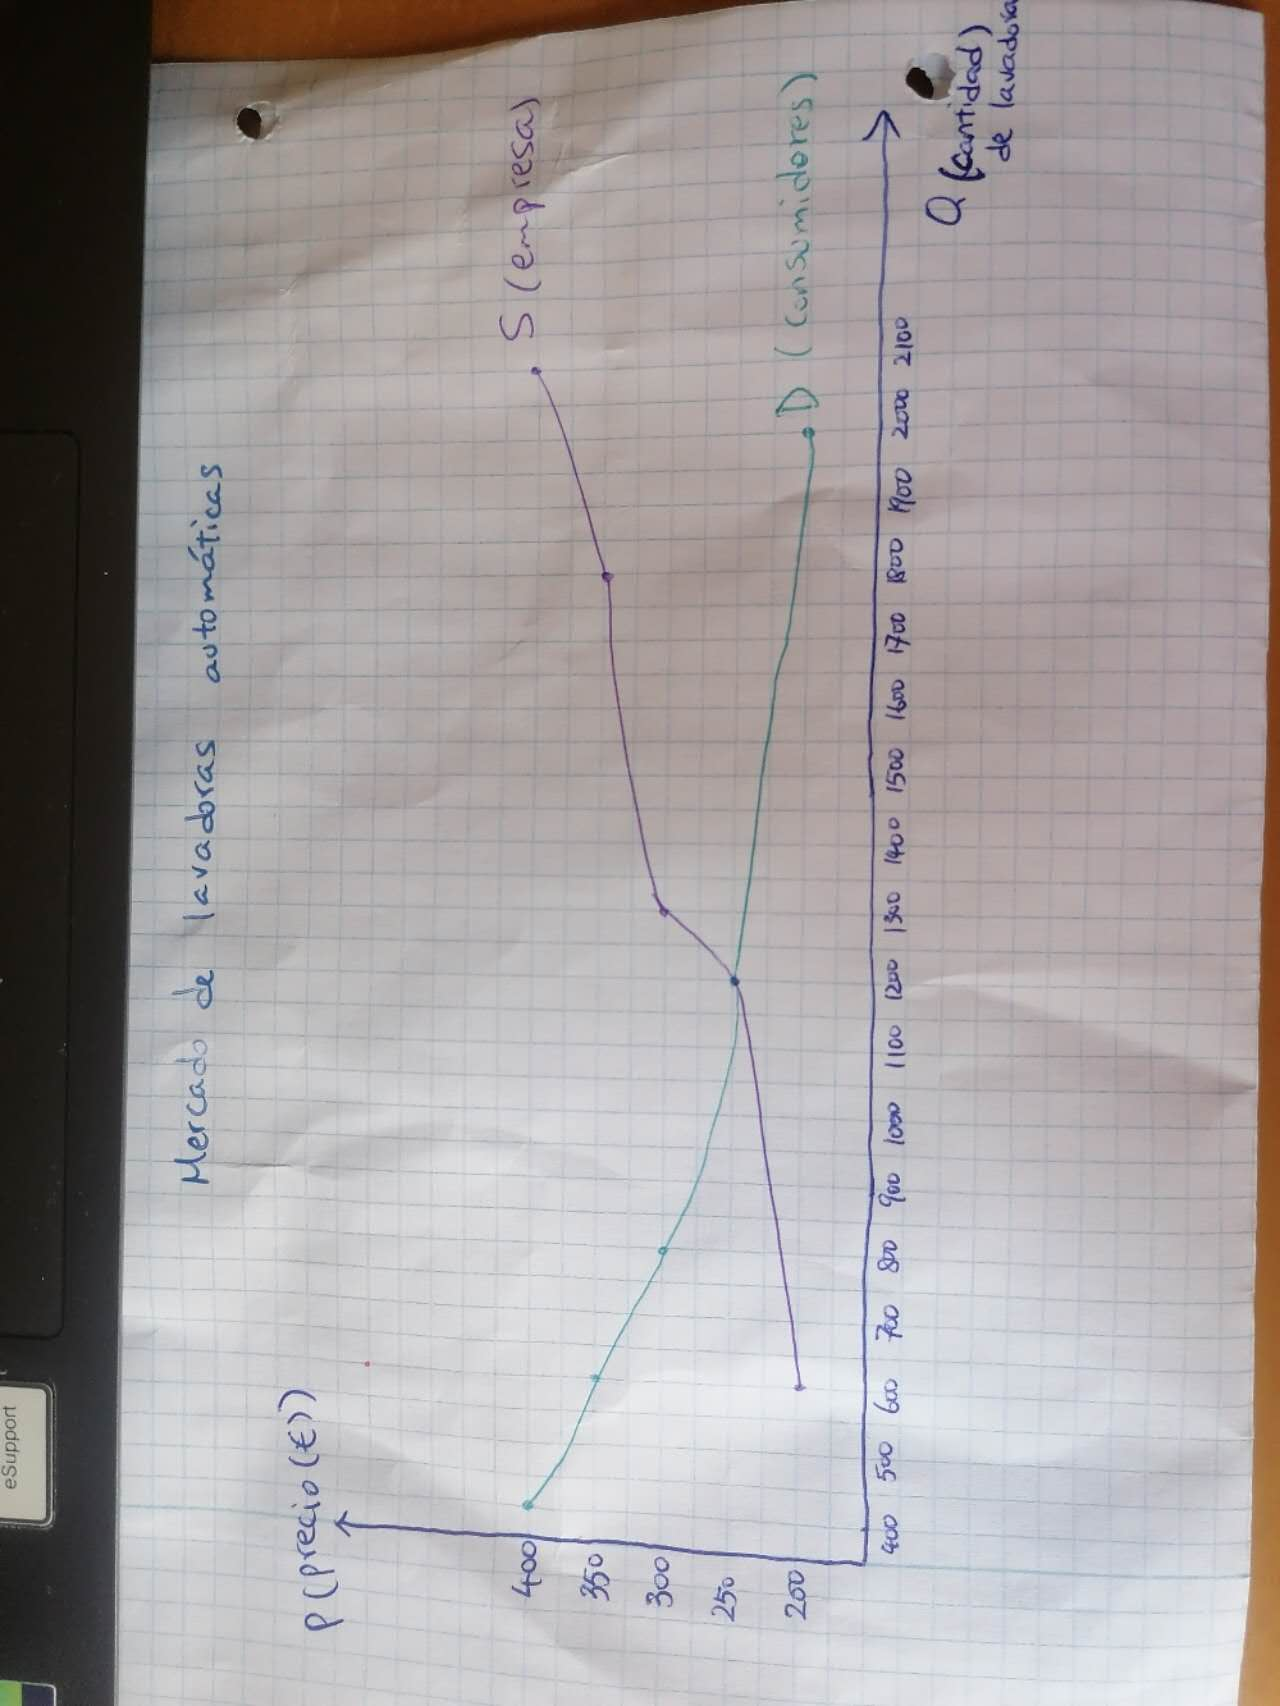 Mercado de lavadoras automáticas
P (precio (€))
400
350
300
250
200
S (empresa)
D (consumidores)
400 500 600 700 800 900 1000 1100 1200 1300 1400 1500 1600 1700 1800 1900 2000 2100
Q (cantidad)
de lavadora
eSupport